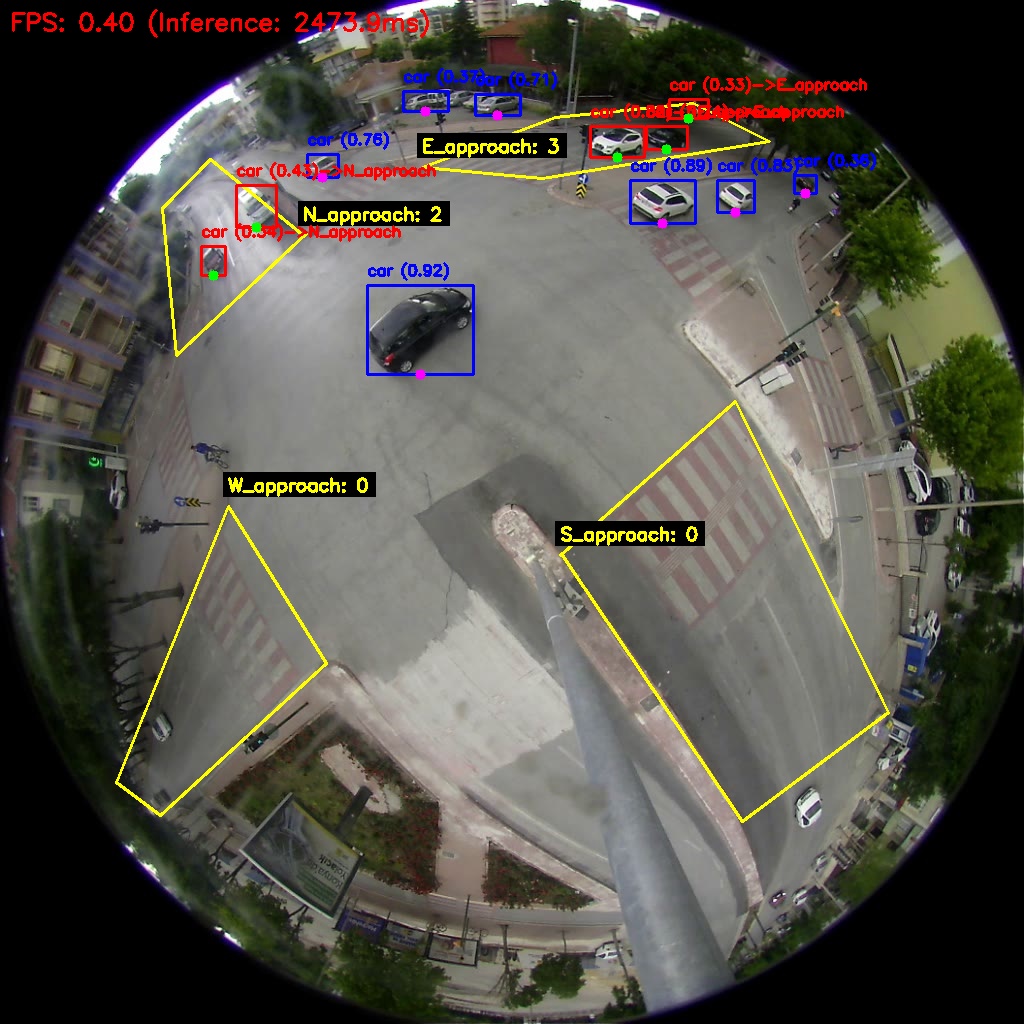 FPS: 0.40 (Inference: 2473.9ms)
car (0.37)
car (0.71)
car (0.33)->E_approach
car (0.76)
E_approach: 3
car (0.43)->N_approach
car (0.89)
car (0.83)
car (0.36)
N_approach: 2
car (0.34)->N_approach
car (0.92)
W_approach: 0
S_approach: 0